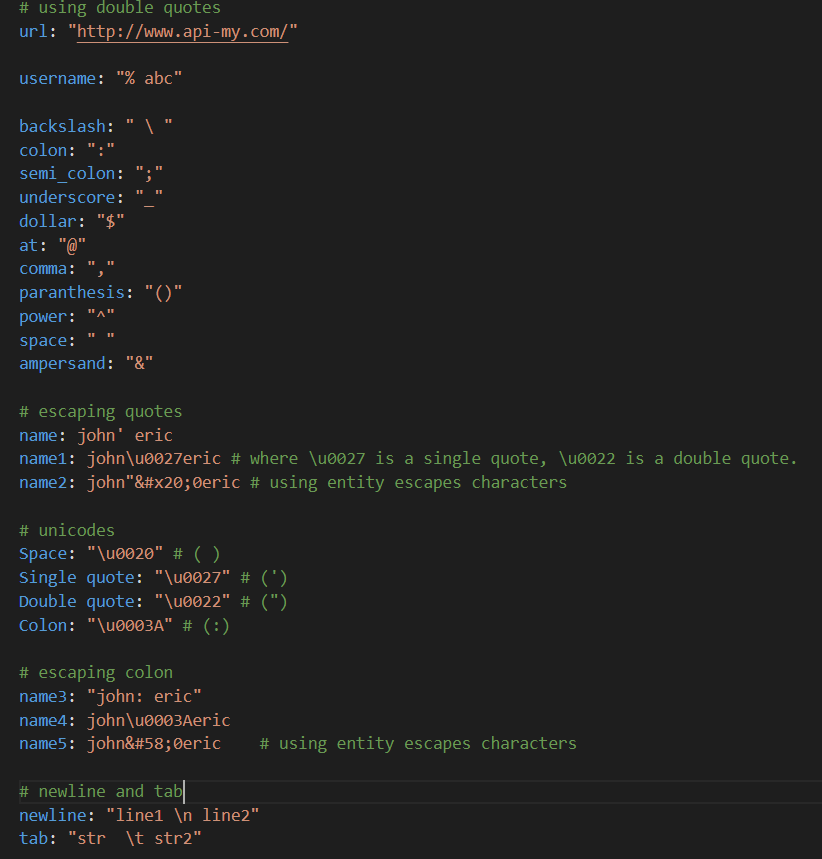 # using double quotes
url: "http://www.api-my.com/"
username: "% abc"
backslash: " \ "
colon: ":"
semi_colon: ";"
underscore: "_"
dollar: "$"
at: "@"
comma: ","
paranthesis: "()"
power: "^"
space: " "
ampersand: "&"
# escaping quotes
name: john' eric
name1: john\u0027eric # where \u0027 is a single quote, \u0022 is a double quote.
name2: john"&#x20;0eric # using entity escapes characters
# unicodes
Space: "\u0020" # ( )
Single quote: "\u0027" # (')
Double quote: "\u0022" # (")
Colon: "\u0003A" # (:)
# escaping colon
name3: "john: eric"
name4: john\u0003Aeric
name5: john&#58;0eric    # using entity escapes characters
# newline and tab
newline: "line1 \n line2"
tab: "str  \t str2"